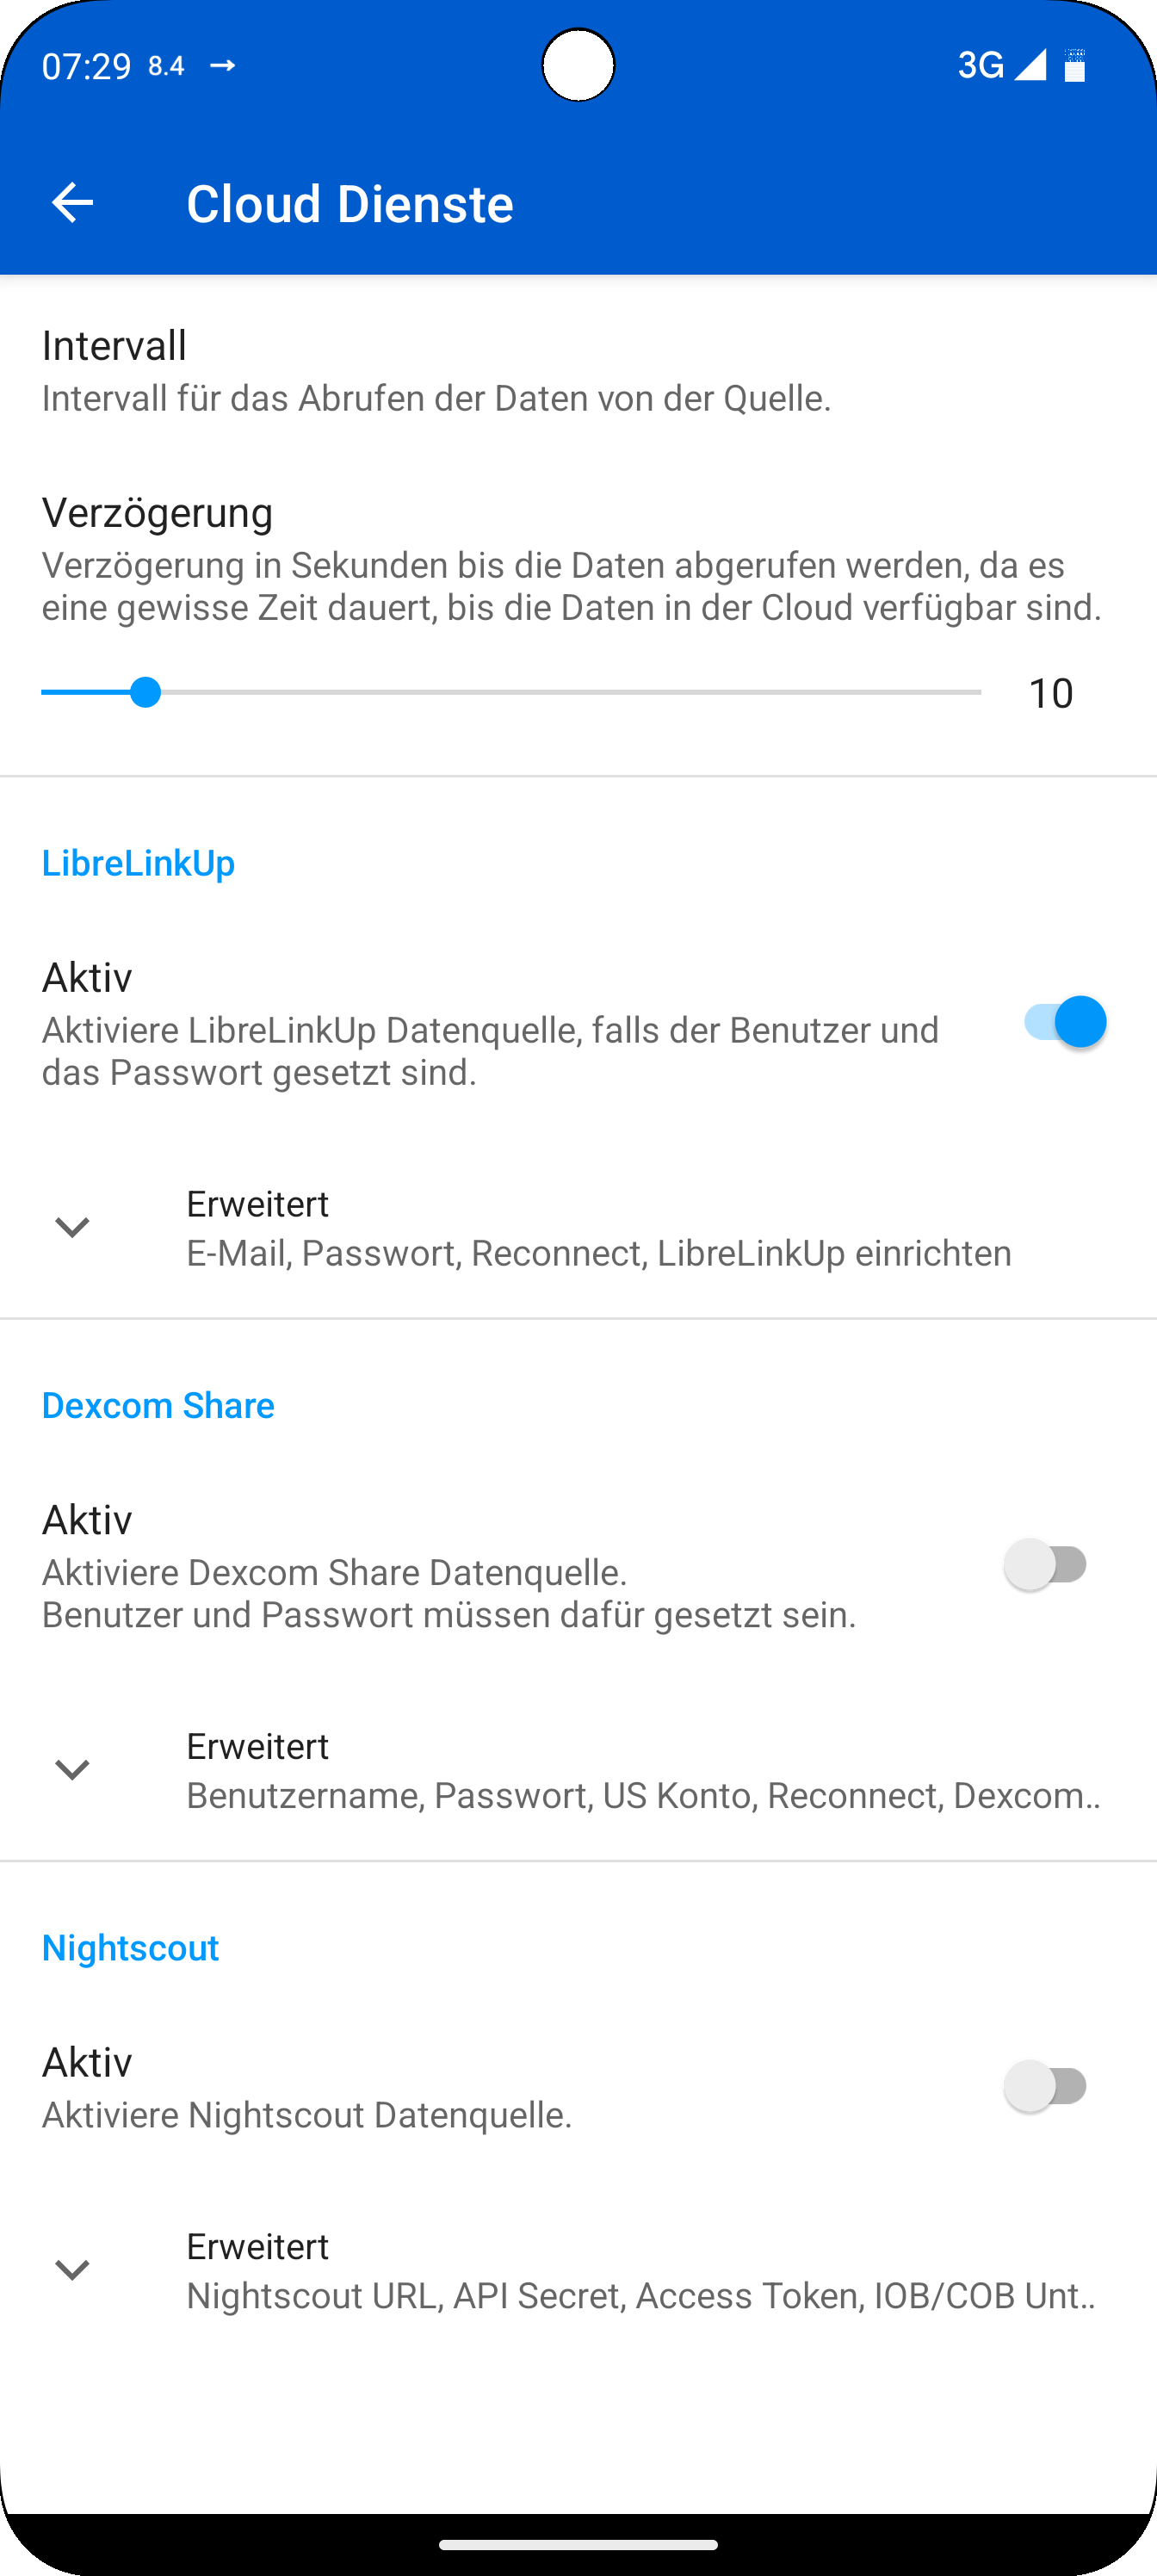 07:29 8.4 → 3G
Cloud Dienste
Intervall
Intervall für das Abrufen der Daten von der Quelle.
Verzögerung
Verzögerung in Sekunden bis die Daten abgerufen werden, da es
eine gewisse Zeit dauert, bis die Daten in der Cloud verfügbar sind.
10
LibreLinkUp
Aktiv
Aktiviere LibreLinkUp Datenquelle, falls der Benutzer und
das Passwort gesetzt sind.
Erweitert
E-Mail, Passwort, Reconnect, LibreLinkUp einrichten
Dexcom Share
Aktiv
Aktiviere Dexcom Share Datenquelle.
Benutzer und Passwort müssen dafür gesetzt sein.
Erweitert
Benutzername, Passwort, US Konto, Reconnect, Dexcom..
Nightscout
Aktiv
Aktiviere Nightscout Datenquelle.
Erweitert
Nightscout URL, API Secret, Access Token, IOB/COB Unt..